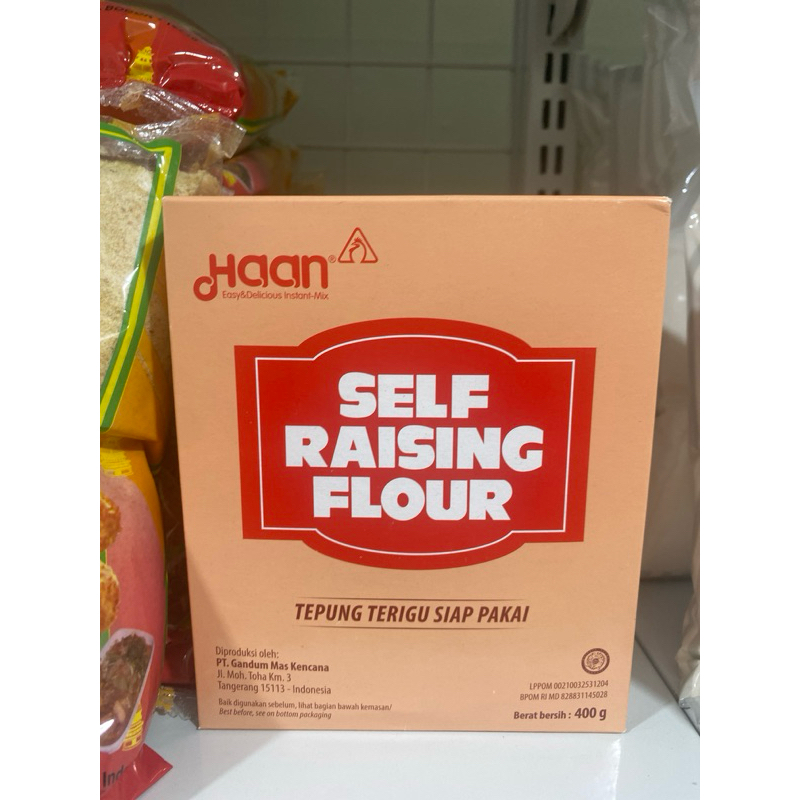 Haan®
Easy&Delicious Instant-Mix
SELF
RAISING
FLOUR
TEPUNG TERIGU SIAP PAKAI
Diproduksi oleh:
PT. Gandum Mas Kencana
Jl. Moh. Toha Km. 3
Tangerang 15113 - Indonesia
Baik digunakan sebelum, lihat bagian bawah kemasan/
Best before, see on bottom packaging
LPPOM 00210032531204
BPOM RI MD 828831145028
Berat bersih : 400 g